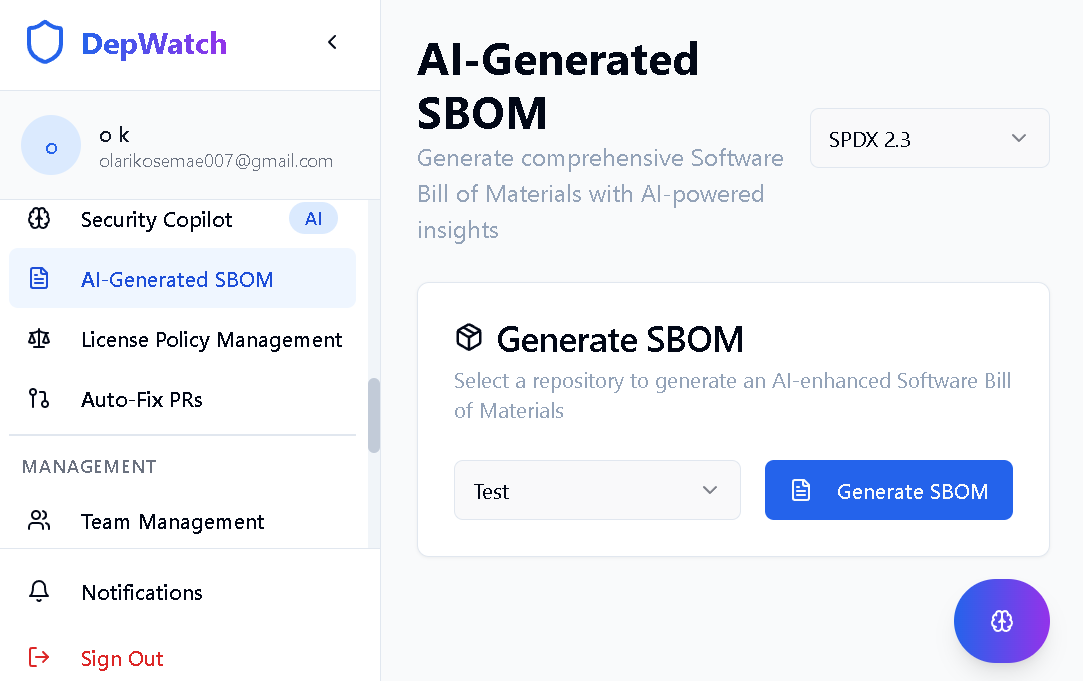 DepWatch
o
o k
olarikosemae007@gmail.com
Security Copilot
AI
AI-Generated SBOM
License Policy Management
Auto-Fix PRs
MANAGEMENT
Team Management
Notifications
Sign Out
AI-Generated
SBOM
Generate comprehensive Software
Bill of Materials with AI-powered
insights
SPDX 2.3
Generate SBOM
Select a repository to generate an AI-enhanced Software Bill
of Materials
Test
Generate SBOM